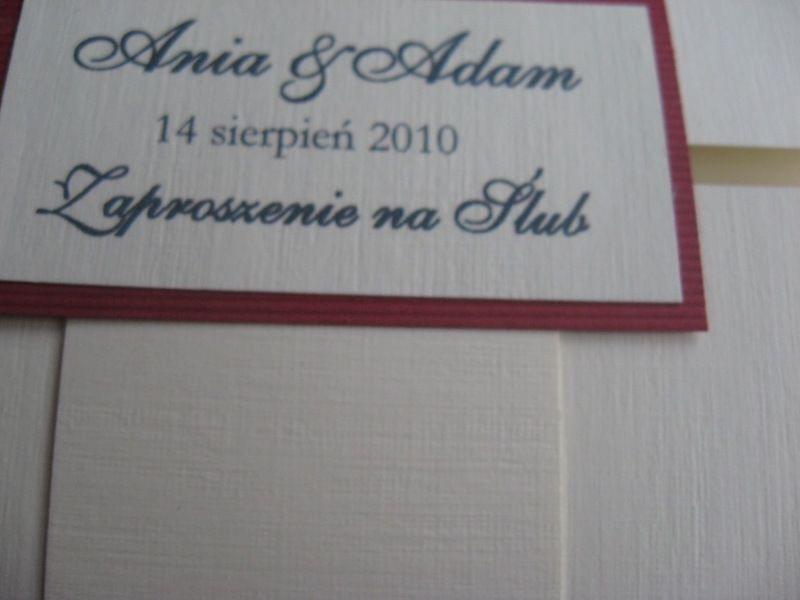 Ania & Adam
14 sierpień 2010
Zaproszenie na Ślub